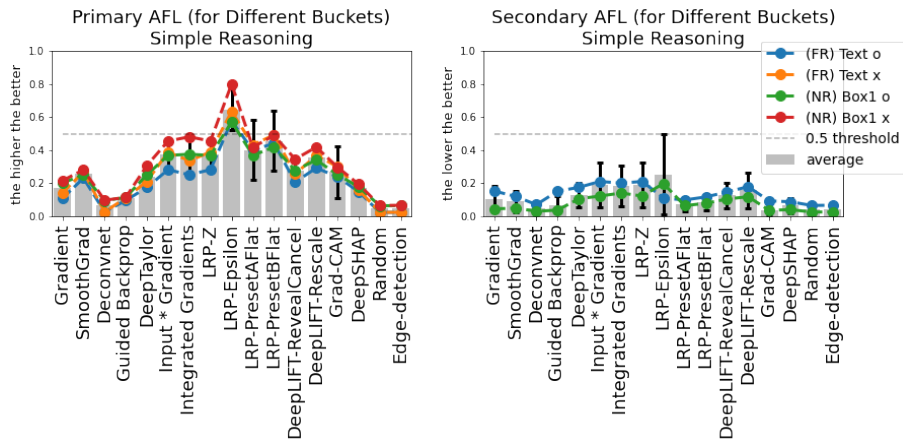 Primary AFL (for Different Buckets)
Simple Reasoning
the higher the better
1.0
0.8
0.6
0.4
0.2
0.0
Gradient
SmoothGrad
Deconvnet
Guided Backprop
DeepTaylor
Input * Gradient
Integrated Gradients
LRP-Z
LRP-Epsilon
LRP-PresetAFlat
LRP-PresetBFlat
DeepLIFT-RevealCancel
DeepLIFT-Rescale
Grad-CAM
DeepSHAP
Random
Edge-detection
Secondary AFL (for Different Buckets)
Simple Reasoning
the lower the better
1.0
0.8
0.6
0.4
0.2
0.0
(FR) Text o
(FR) Text x
(NR) Box1 o
(NR) Box1 x
0.5 threshold
average
Gradient
SmoothGrad
Deconvnet
Guided Backprop
DeepTaylor
Input * Gradient
Integrated Gradients
LRP-Z
LRP-Epsilon
LRP-PresetAFlat
LRP-PresetBFlat
DeepLIFT-RevealCancel
DeepLIFT-Rescale
Grad-CAM
DeepSHAP
Random
Edge-detection